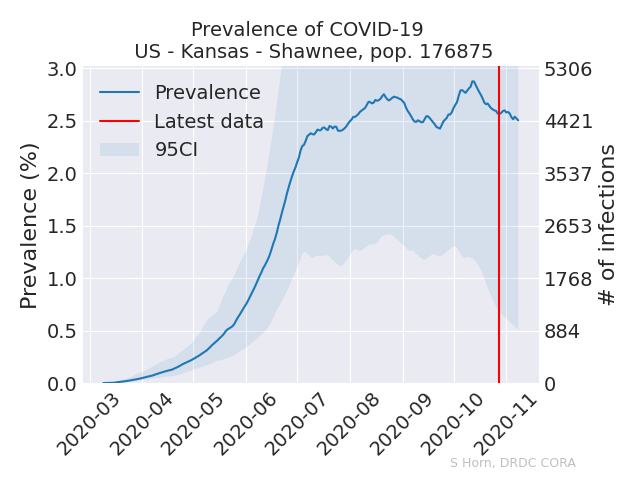 Prevalence of COVID-19
US - Kansas - Shawnee, pop. 176875
Prevalence
Latest data
95CI
Prevalence (%)
3.0
2.5
2.0
1.5
1.0
0.5
0.0
5306
4421
3537
2653
1768
884
0
# of infections
2020-03
2020-04
2020-05
2020-06
2020-07
2020-08
2020-09
2020-10
2020-11
S Horn, DRDC CORA